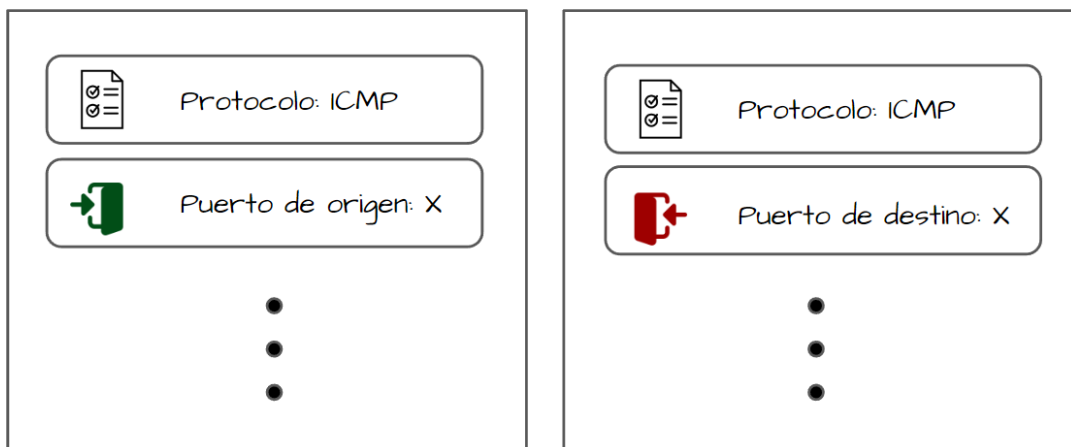 Protocolo: ICMP
Puerto de origen: X
Protocolo: ICMP
Puerto de destino: X